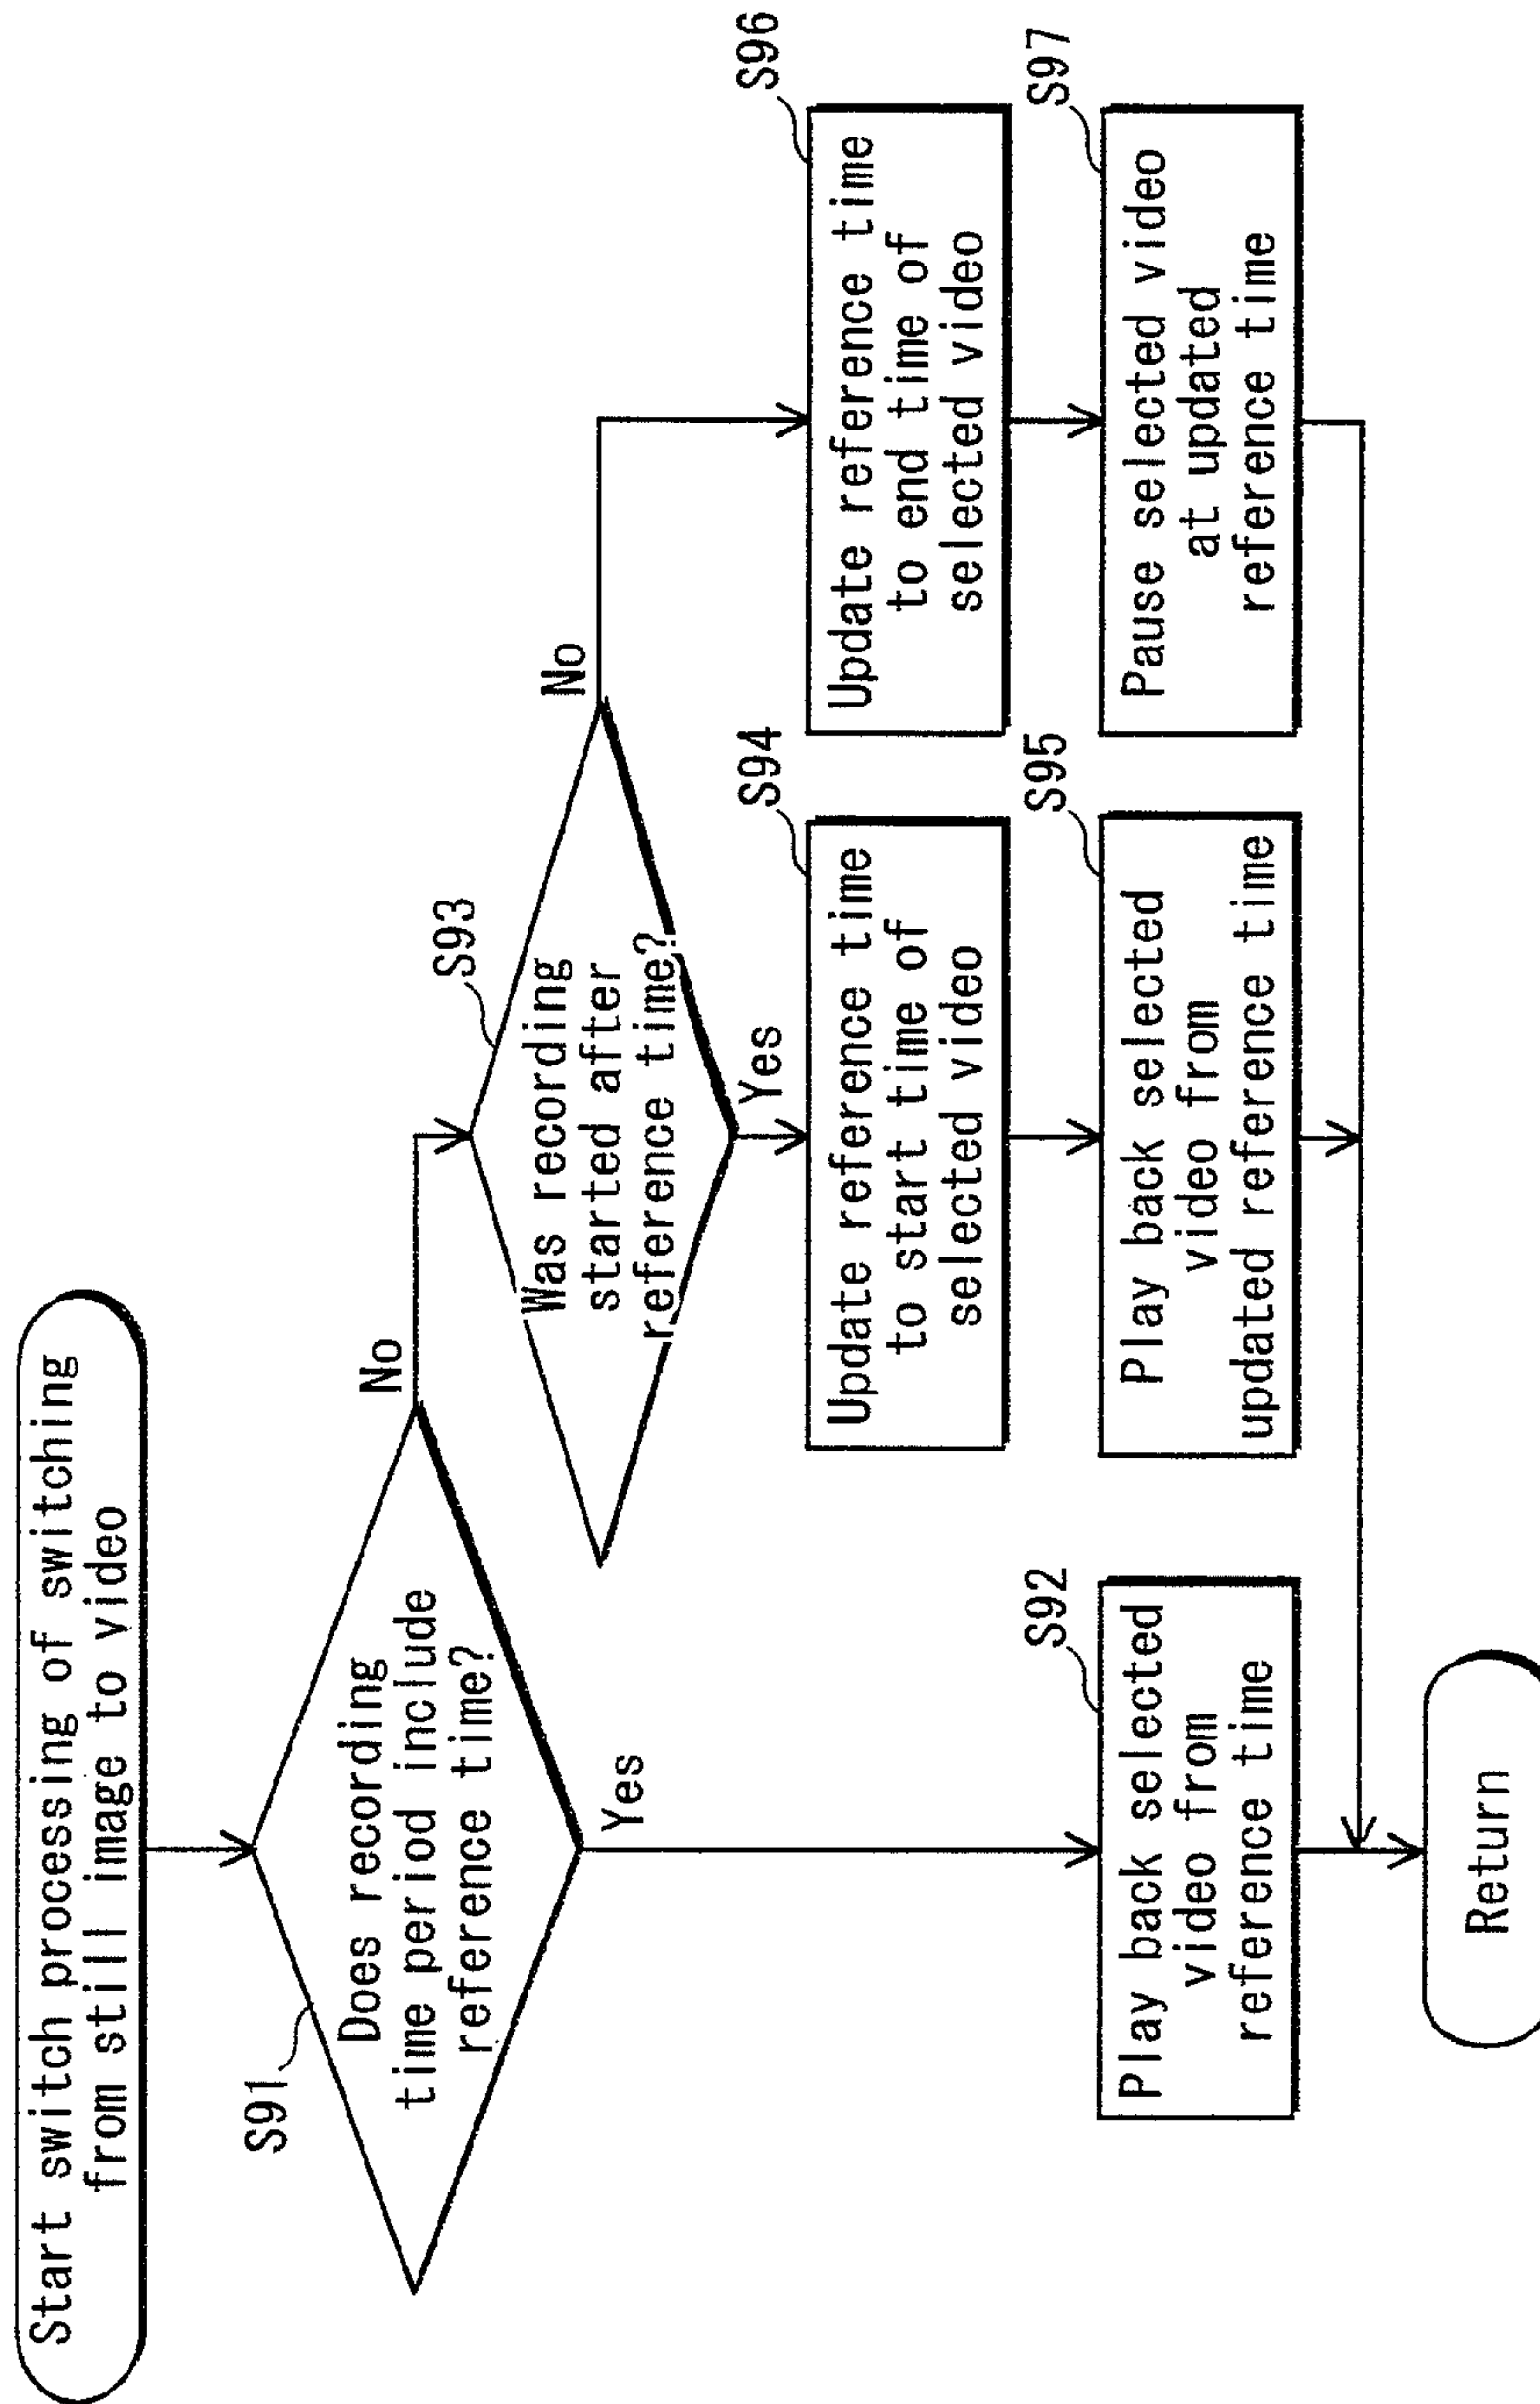 Start switch processing of switching
from still image to video
S91
Does recording
time period include
reference time?
No
Yes
S93
Was recording
started after
reference time?
No
Yes
S92
Play back selected
video from
reference time
S94
Update reference time
to start time of
selected video
S95
Play back selected
video from
updated reference time
S96
Update reference time
to end time of
selected video
S97
Pause selected video
at updated
reference time
Return